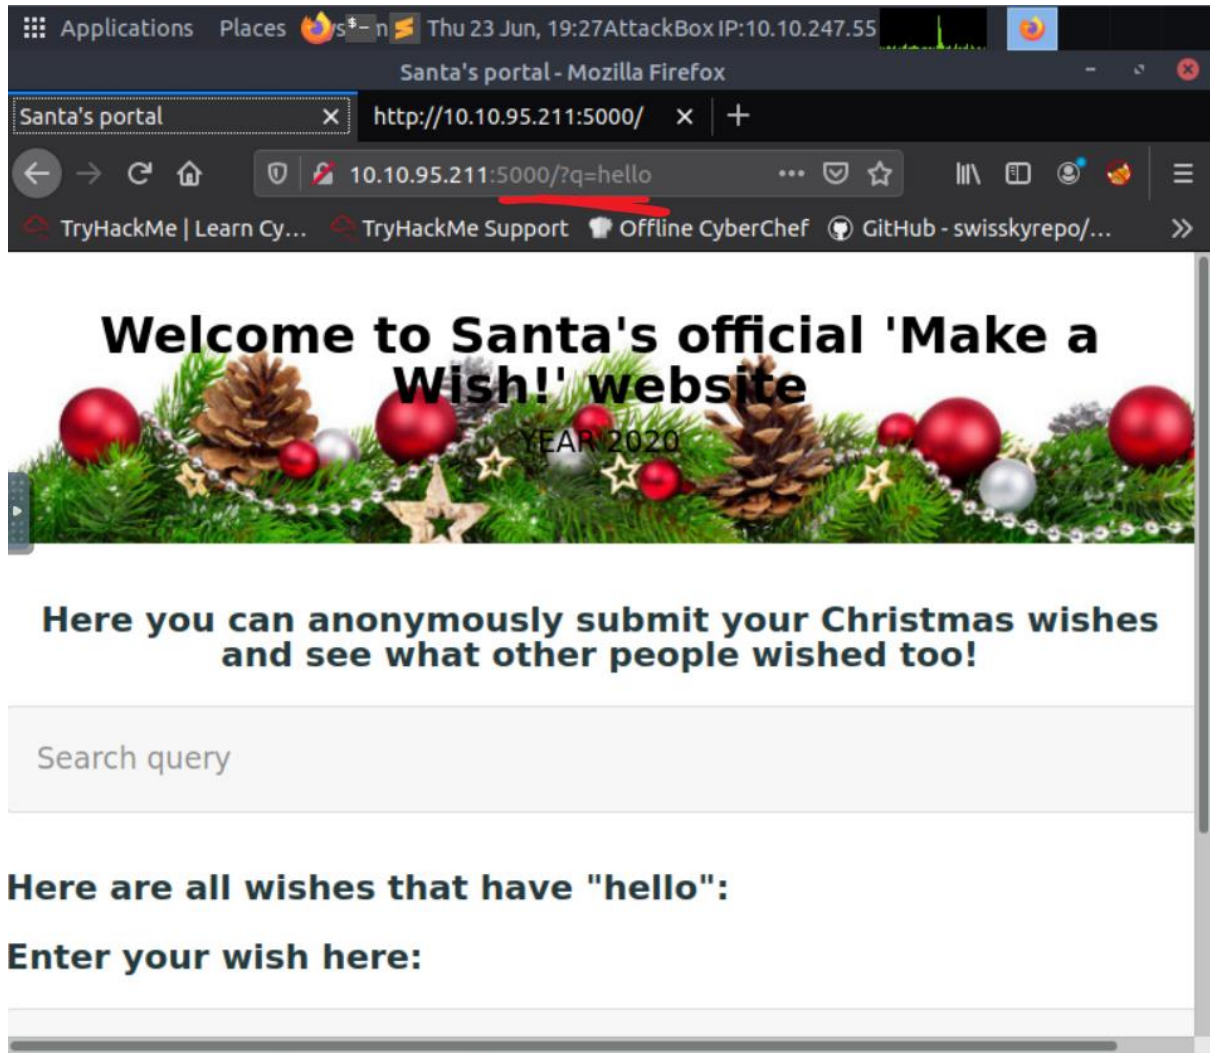 Applications Places Thu 23 Jun, 19:27AttackBox IP:10.10.247.55
Santa's portal - Mozilla Firefox
Santa's portal http://10.10.95.211:5000/
10.10.95.211:5000/?q=hello
TryHackMe | Learn Cy... TryHackMe Support Offline CyberChef GitHub - swisskyrepo/...
Welcome to Santa's official 'Make a
Wish!' website
YEAR 2020
Here you can anonymously submit your Christmas wishes
and see what other people wished too!
Search query
Here are all wishes that have "hello":
Enter your wish here: